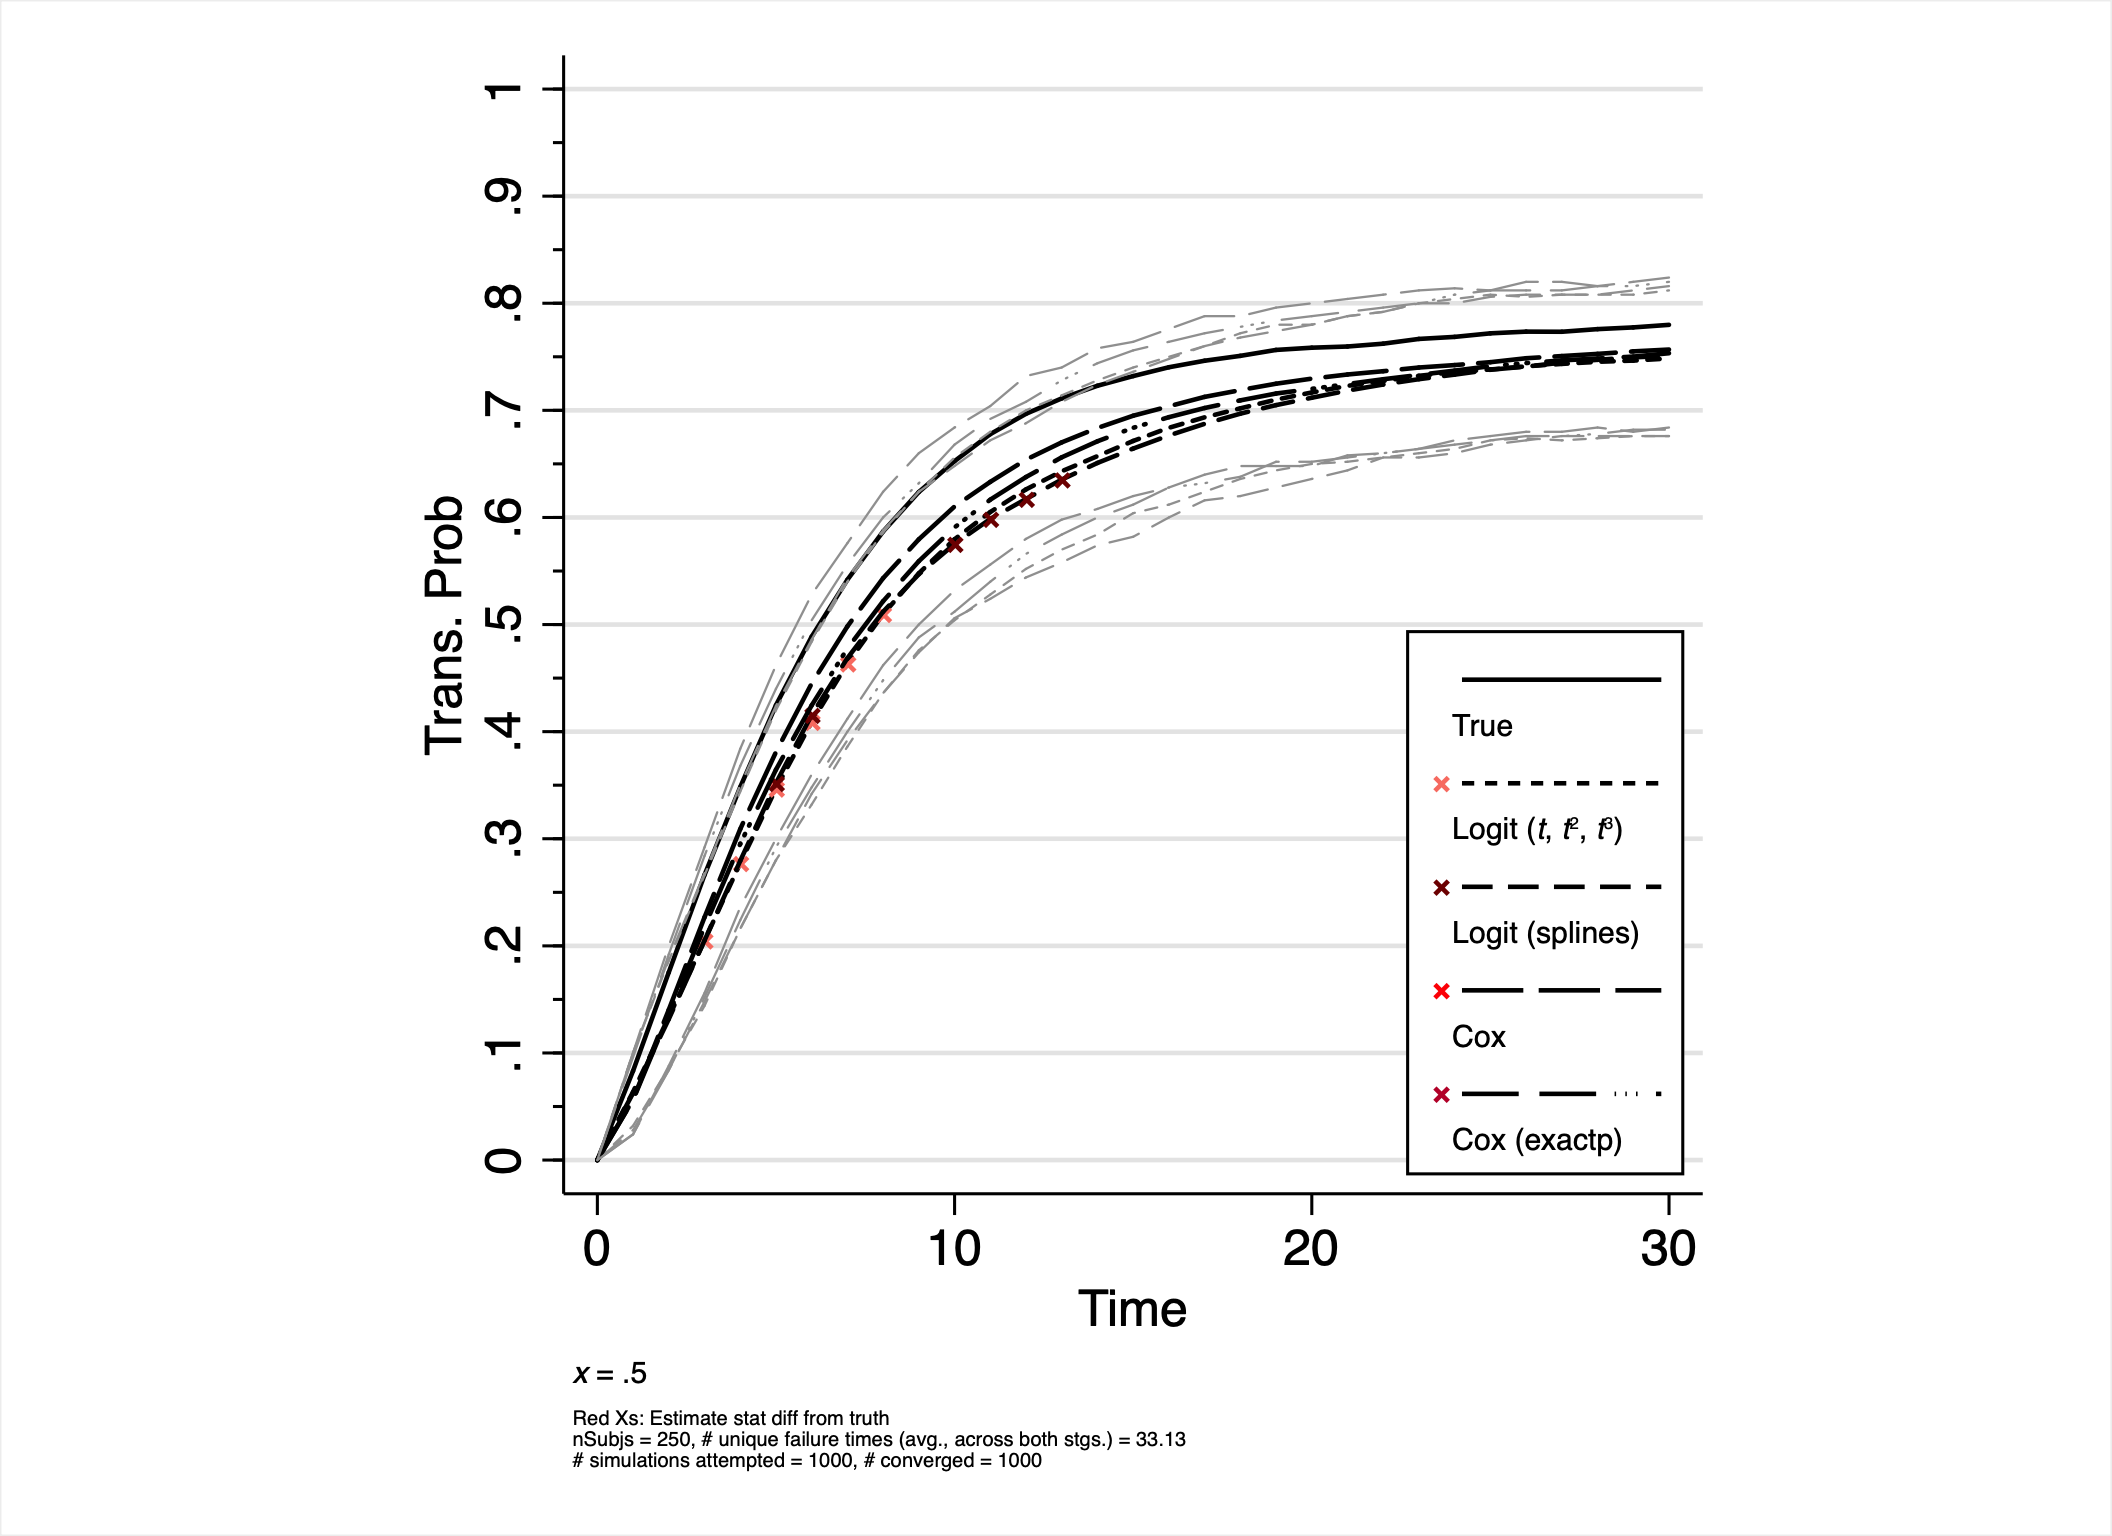 1
.9
.8
.7
.6
.5
.4
.3
.2
.1
0
Trans. Prob
True
Logit (t, t², t³)
Logit (splines)
Cox
Cox (exactp)
0 10 20 30
Time
x = .5
Red Xs: Estimate stat diff from truth
nSubjs = 250, # unique failure times (avg., across both stgs.) = 33.13
# simulations attempted = 1000, # converged = 1000